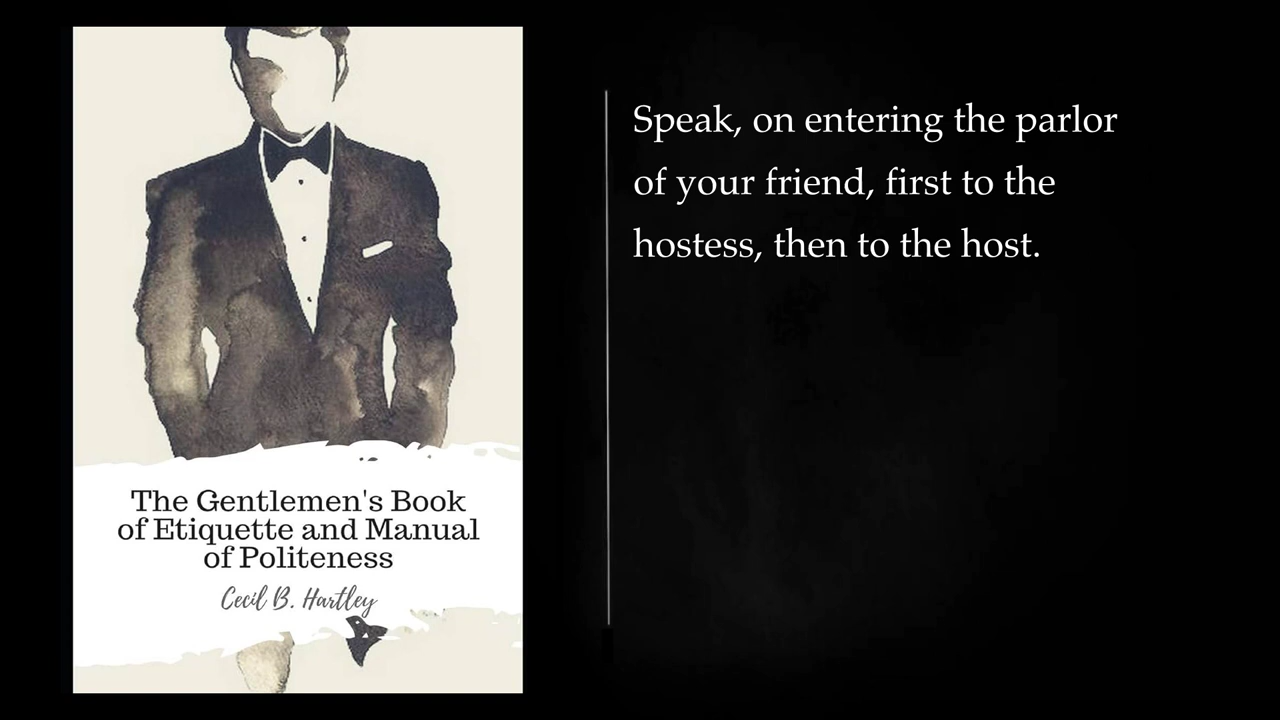 Speak, on entering the parlor
of your friend, first to the
hostess, then to the host.
The Gentlemen's Book
of Etiquette and Manual
of Politeness
Cecil B. Hartley